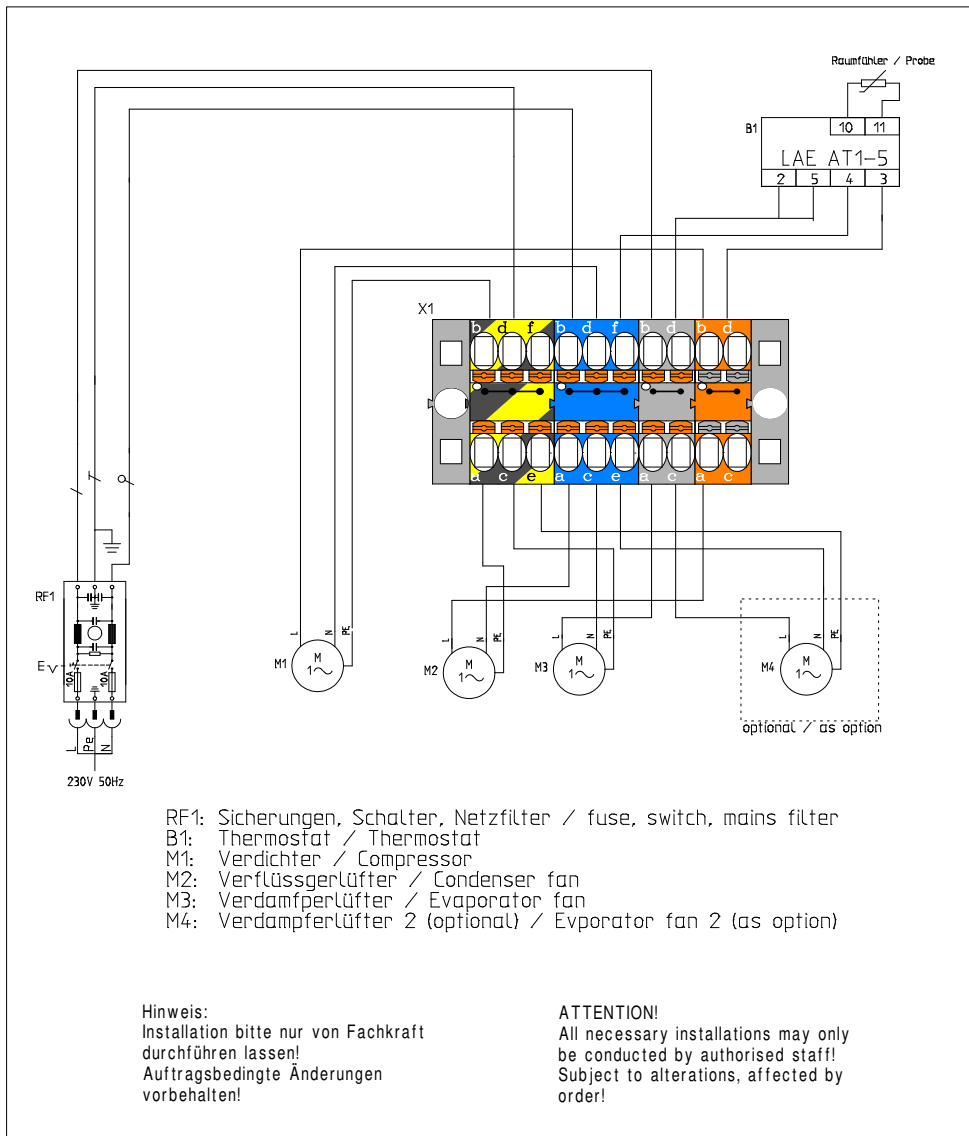 Raumfühler / Probe
B1
10 11
LAE AT1-5
2 5 4 3
X1
b d f b d f b d b d
a c e a c e a c a c
RF1
E
10A 10A
L Pe N
230V 50Hz
M1
L N PE
M
1~
M2
L N PE
M
1~
M3
L N PE
M
1~
M4
L N PE
M
1~
optional / as option
RF1: Sicherungen, Schalter, Netzfilter / fuse, switch, mains filter
B1: Thermostat / Thermostat
M1: Verdichter / Compressor
M2: Verflüssgerlüfter / Condenser fan
M3: Verdamfperlüfter / Evaporator fan
M4: Verdampferlüfter 2 (optional) / Evporator fan 2 (as option)
Hinweis:
Installation bitte nur von Fachkraft
durchführen lassen!
Auftragsbedingte Änderungen
vorbehalten!
ATTENTION!
All necessary installations may only
be conducted by authorised staff!
Subject to alterations, affected by
order!